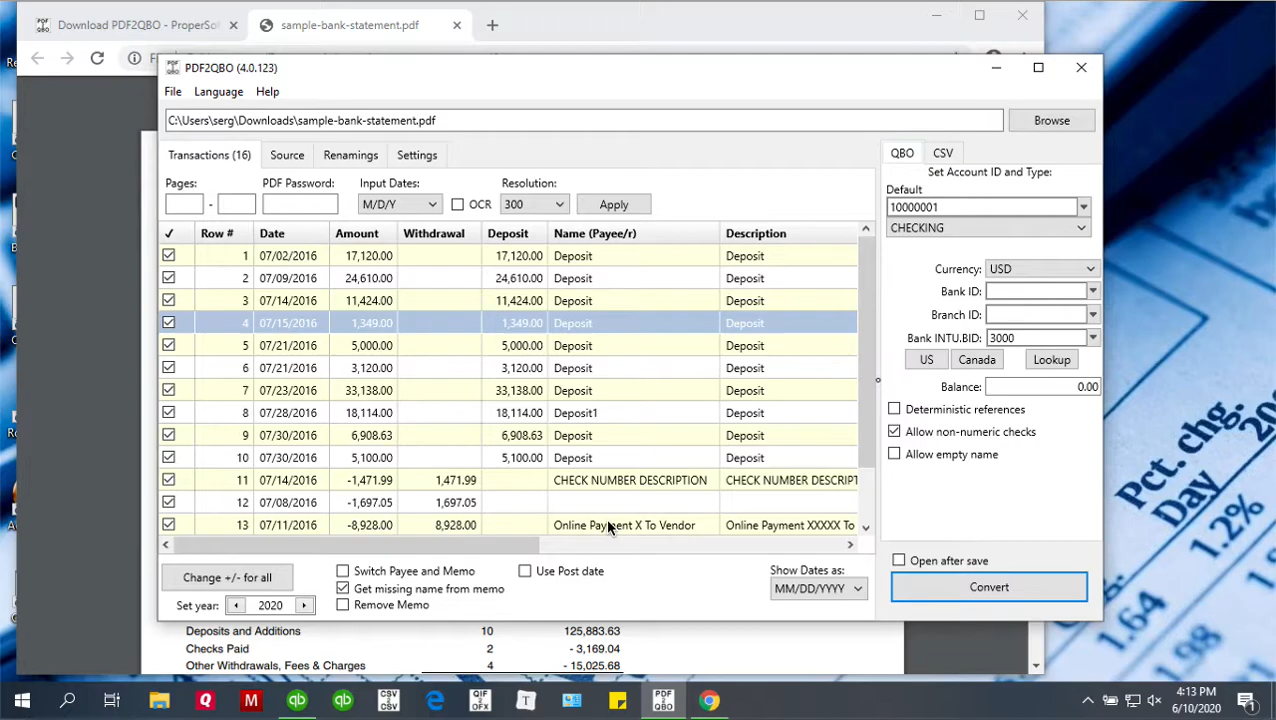 Download PDF2QBO - ProperSo
sample-bank-statement.pdf
PDF2QBO (4.0.123)
File Language Help
C:\Users\serg\Downloads\sample-bank-statement.pdf
Browse
Transactions (16) Source Renamings Settings
Pages: PDF Password: Input Dates: Resolution:
- M/D/Y OCR 300 Apply
✓ Row # Date Amount Withdrawal Deposit Name (Payee/r) Description
1 07/02/2016 17,120.00 17,120.00 Deposit Deposit
2 07/09/2016 24,610.00 24,610.00 Deposit Deposit
3 07/14/2016 11,424.00 11,424.00 Deposit Deposit
4 07/15/2016 1,349.00 1,349.00 Deposit Deposit
5 07/21/2016 5,000.00 5,000.00 Deposit Deposit
6 07/21/2016 3,120.00 3,120.00 Deposit Deposit
7 07/23/2016 33,138.00 33,138.00 Deposit Deposit
8 07/28/2016 18,114.00 18,114.00 Deposit1 Deposit
9 07/30/2016 6,908.63 6,908.63 Deposit Deposit
10 07/30/2016 5,100.00 5,100.00 Deposit Deposit
11 07/14/2016 -1,471.99 1,471.99 CHECK NUMBER DESCRIPTION CHECK NUMBER DESCRIPT
12 07/08/2016 -1,697.05 1,697.05
13 07/11/2016 -8,928.00 8,928.00 Online Payment X To Vendor Online Payment XXXXX To
Change +/- for all
Switch Payee and Memo
Use Post date
Get missing name from memo
Remove Memo
Set year: 2020
Show Dates as:
MM/DD/YYYY
QBO CSV
Set Account ID and Type:
Default
10000001
CHECKING
Currency: USD
Bank ID:
Branch ID:
Bank INTU.BID: 3000
US Canada Lookup
Balance: 0.00
Deterministic references
Allow non-numeric checks
Allow empty name
Open after save
Convert
Deposits and Additions 10 125,883.63
Checks Paid 2 - 3,169.04
Other Withdrawals, Fees & Charges 4 - 15,025.68
Pct. chg.
Day
1.2%
1.64
1.98
CSV CSV
QIF OFX
T
PDF QBO
4:13 PM
6/10/2020
1